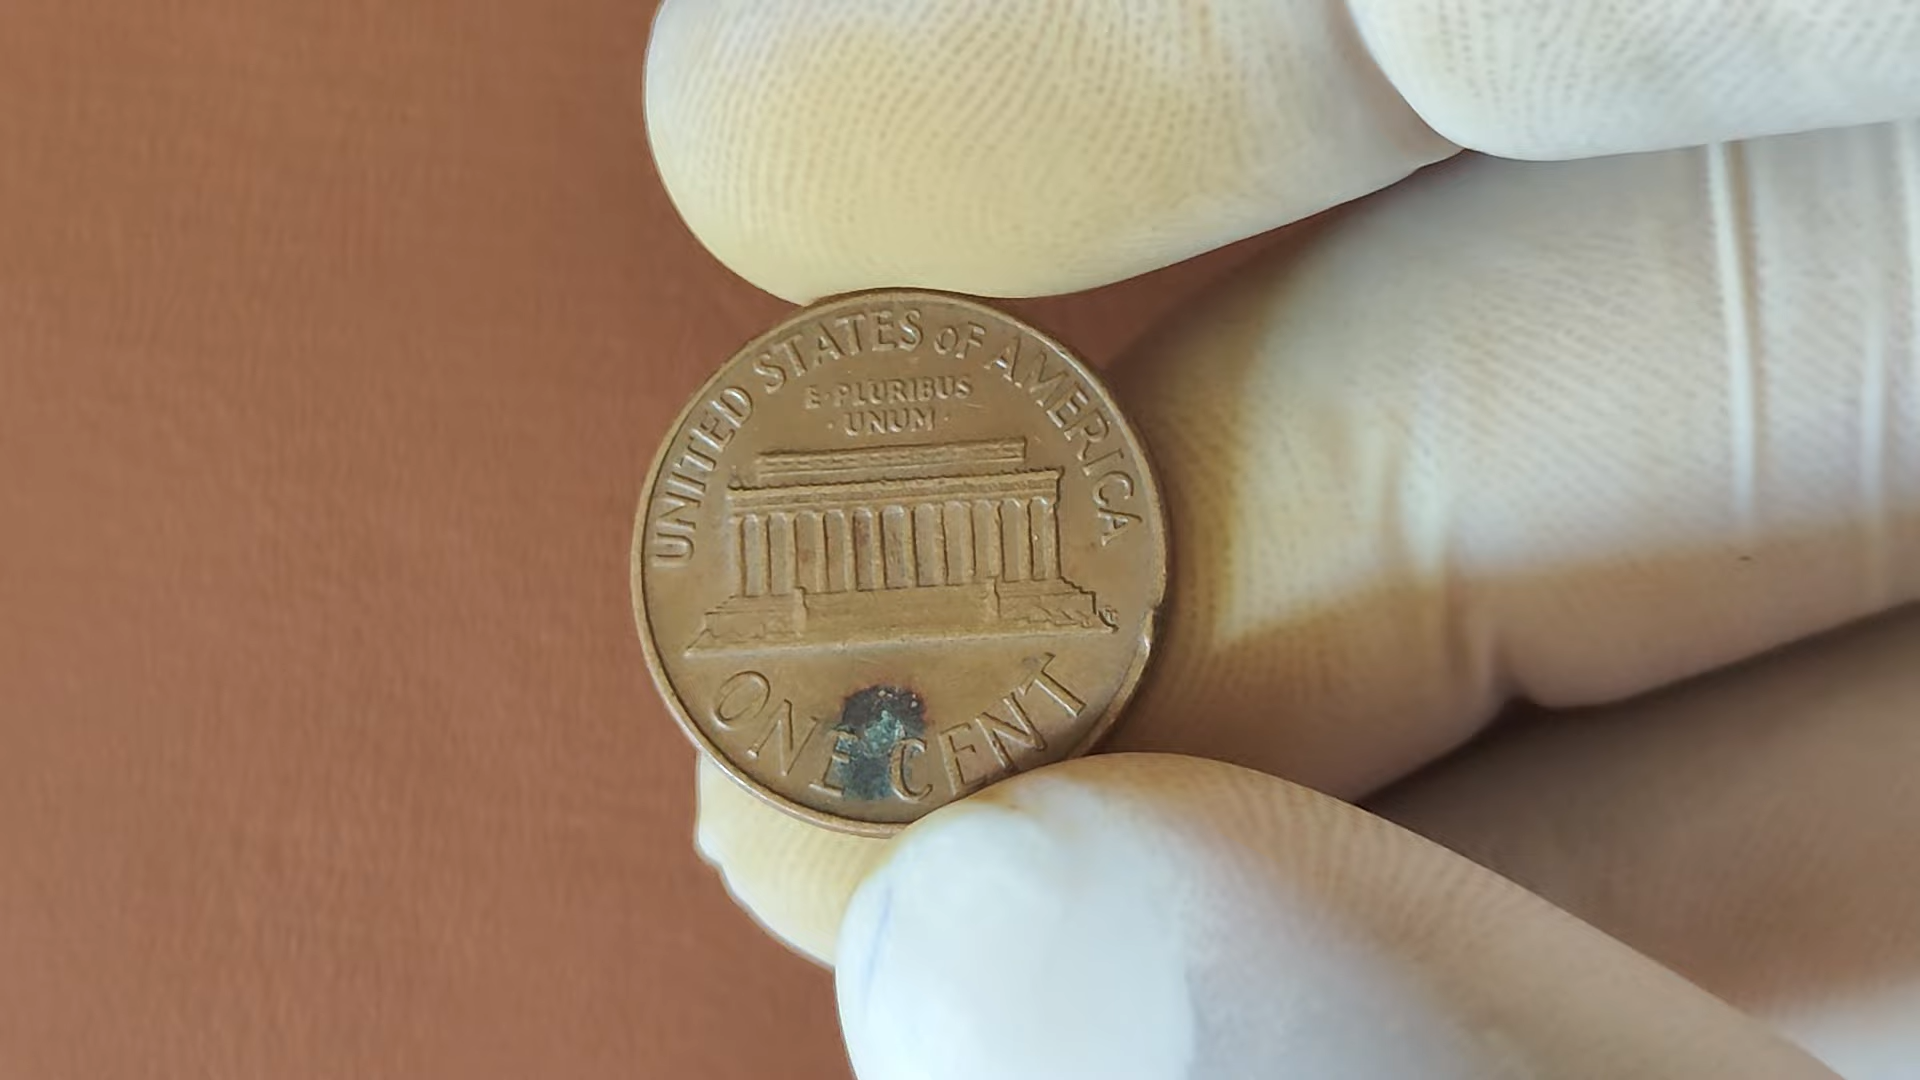 UNITED STATES OF AMERICA
E·PLURIBUS
·UNUM·
ONE CENT